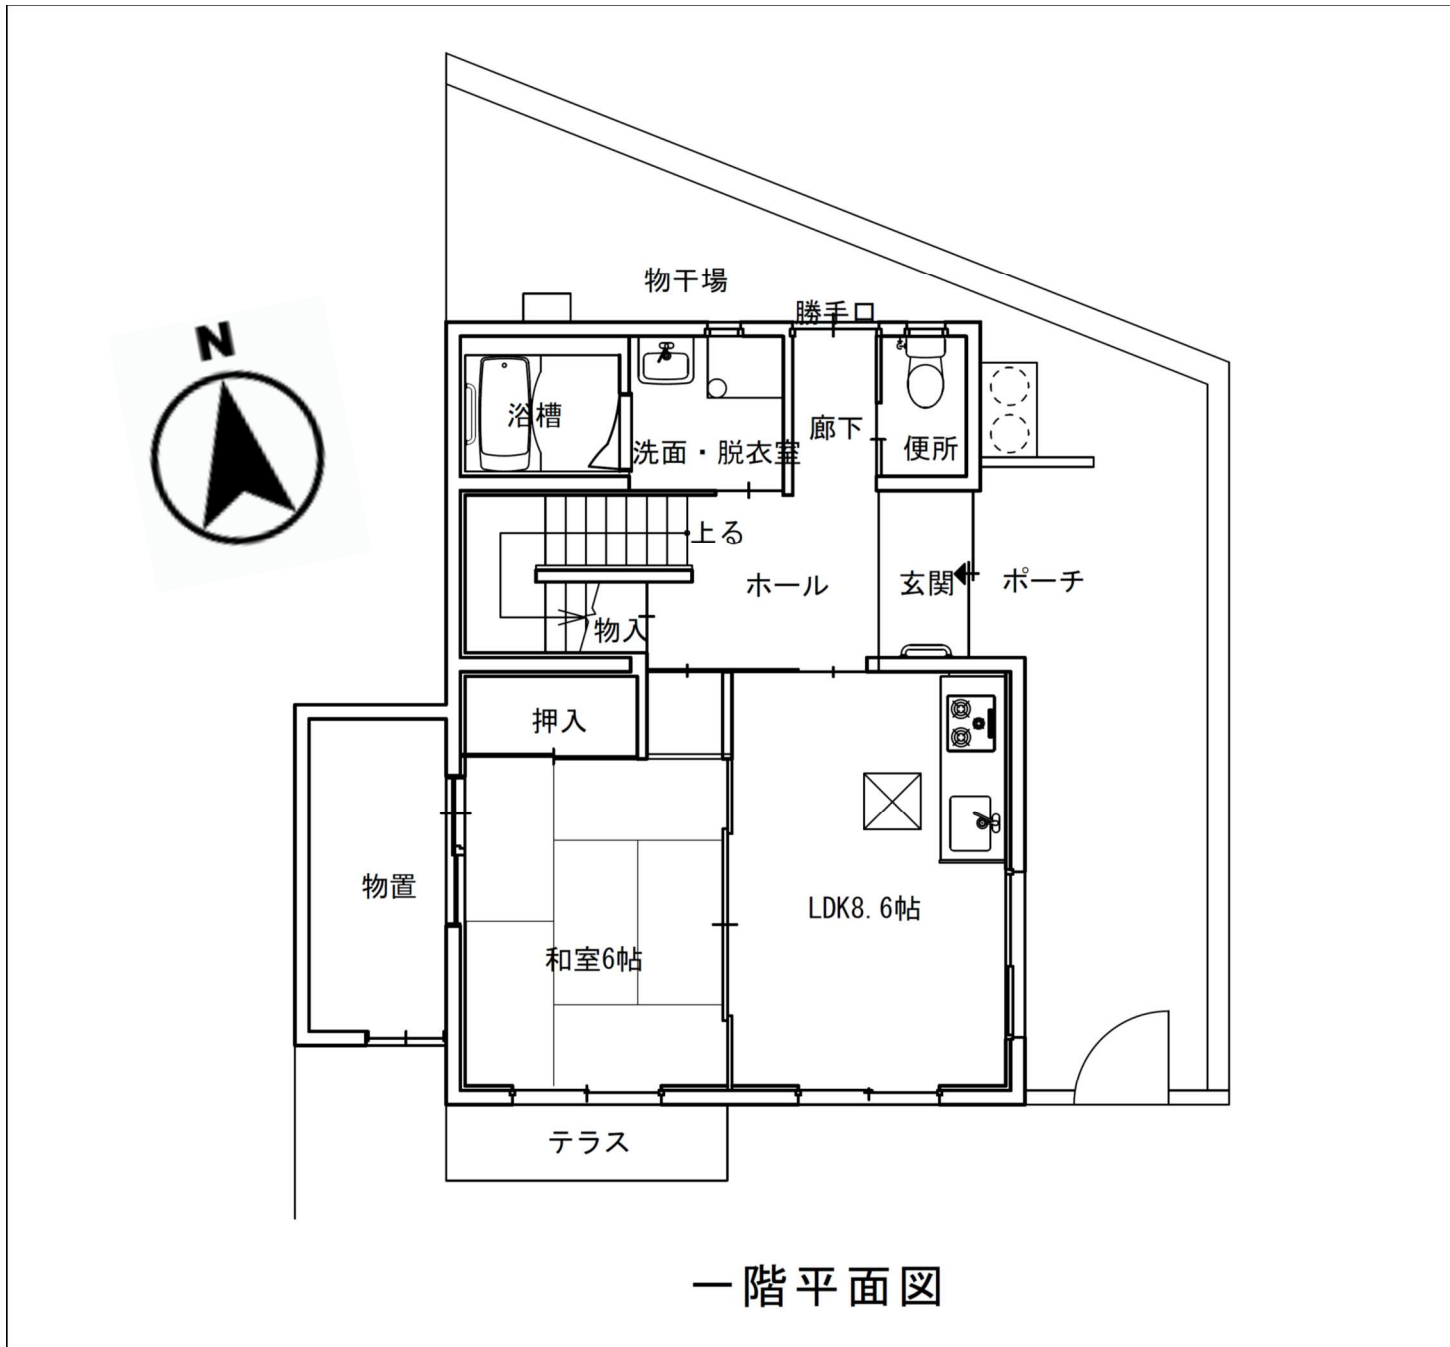 物干場
勝手口
N
浴槽
洗面・脱衣室
廊下
便所
上る
ホール
玄関
ポーチ
物入
押入
物置
LDK8.6帖
和室6帖
テラス
一階平面図